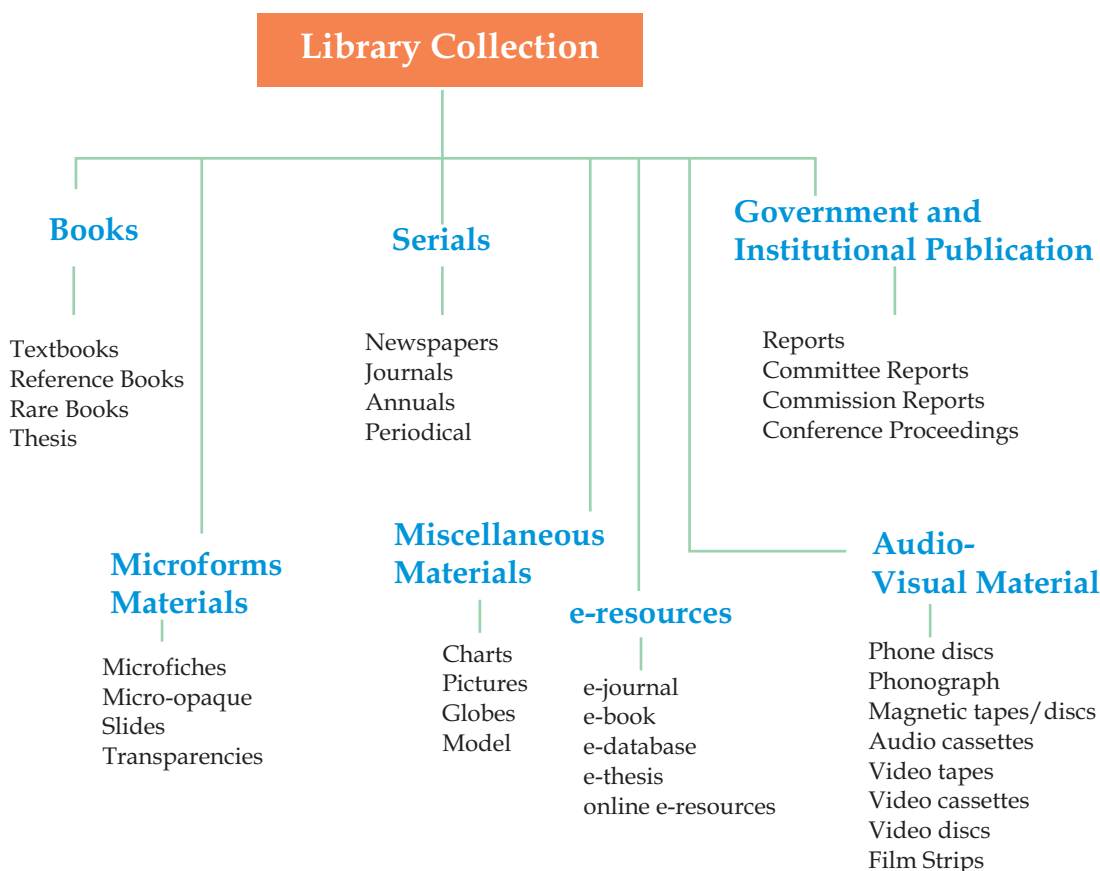 Library Collection
Books
Textbooks
Reference Books
Rare Books
Thesis
Serials
Newspapers
Journals
Annuals
Periodical
Government and
Institutional Publication
Reports
Committee Reports
Commission Reports
Conference Proceedings
Microforms
Materials
Microfiches
Micro-opaque
Slides
Transparencies
Miscellaneous
Materials
Charts
Pictures
Globes
Model
e-resources
e-journal
e-book
e-database
e-thesis
online e-resources
Audio-
Visual Material
Phone discs
Phonograph
Magnetic tapes/discs
Audio cassettes
Video tapes
Video cassettes
Video discs
Film Strips